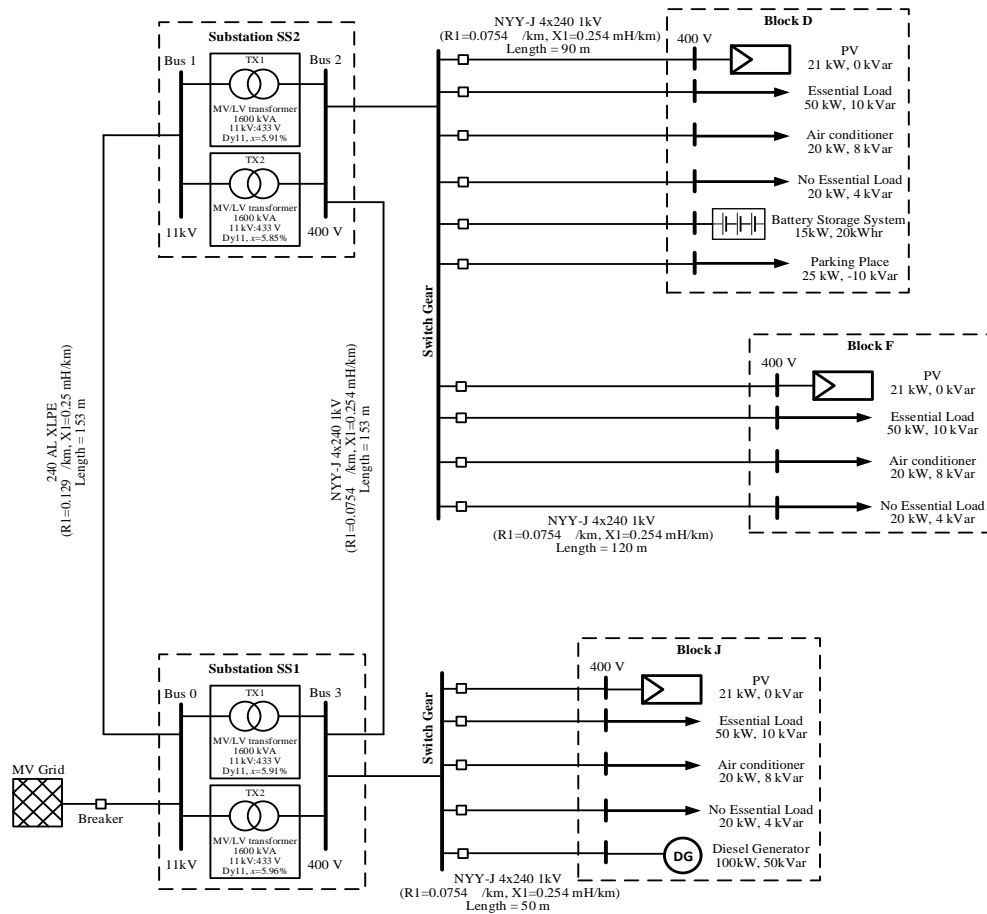 NYY-J 4x240 1kV
(R1=0.0754 /km, X1=0.254 mH/km)
Length = 90 m
Substation SS2
Bus 1
Bus 2
TX1
MV/LV transformer
1600 kVA
11 kV:433 V
Dy11, x=5.91%
TX2
MV/LV transformer
1600 kVA
11 kV:433 V
Dy11, x=5.85%
11kV
400 V
Switch Gear
Block D
400 V
PV
21 kW, 0 kVar
Essential Load
50 kW, 10 kVar
Air conditioner
20 kW, 8 kVar
No Essential Load
20 kW, 4 kVar
Battery Storage System
15kW, 20kWhr
Parking Place
25 kW, -10 kVar
Block F
400 V
PV
21 kW, 0 kVar
Essential Load
50 kW, 10 kVar
Air conditioner
20 kW, 8 kVar
No Essential Load
20 kW, 4 kVar
NYY-J 4x240 1kV
(R1=0.0754 /km, X1=0.254 mH/km)
Length = 120 m
240 AL XLPE
(R1=0.129 /km, X1=0.25 mH/km)
Length = 153 m
NYY-J 4x240 1kV
(R1=0.0754 /km, X1=0.254 mH/km)
Length = 153 m
Substation SS1
Bus 0
Bus 3
TX1
MV/LV transformer
1600 kVA
11 kV:433 V
Dy11, x=5.91%
TX2
MV/LV transformer
1600 kVA
11 kV:433 V
Dy11, x=5.96%
11kV
400 V
MV Grid
Breaker
Switch Gear
Block J
400 V
PV
21 kW, 0 kVar
Essential Load
50 kW, 10 kVar
Air conditioner
20 kW, 8 kVar
No Essential Load
20 kW, 4 kVar
DG
Diesel Generator
100kW, 50kVar
NYY-J 4x240 1kV
(R1=0.0754 /km, X1=0.254 mH/km)
Length = 50 m